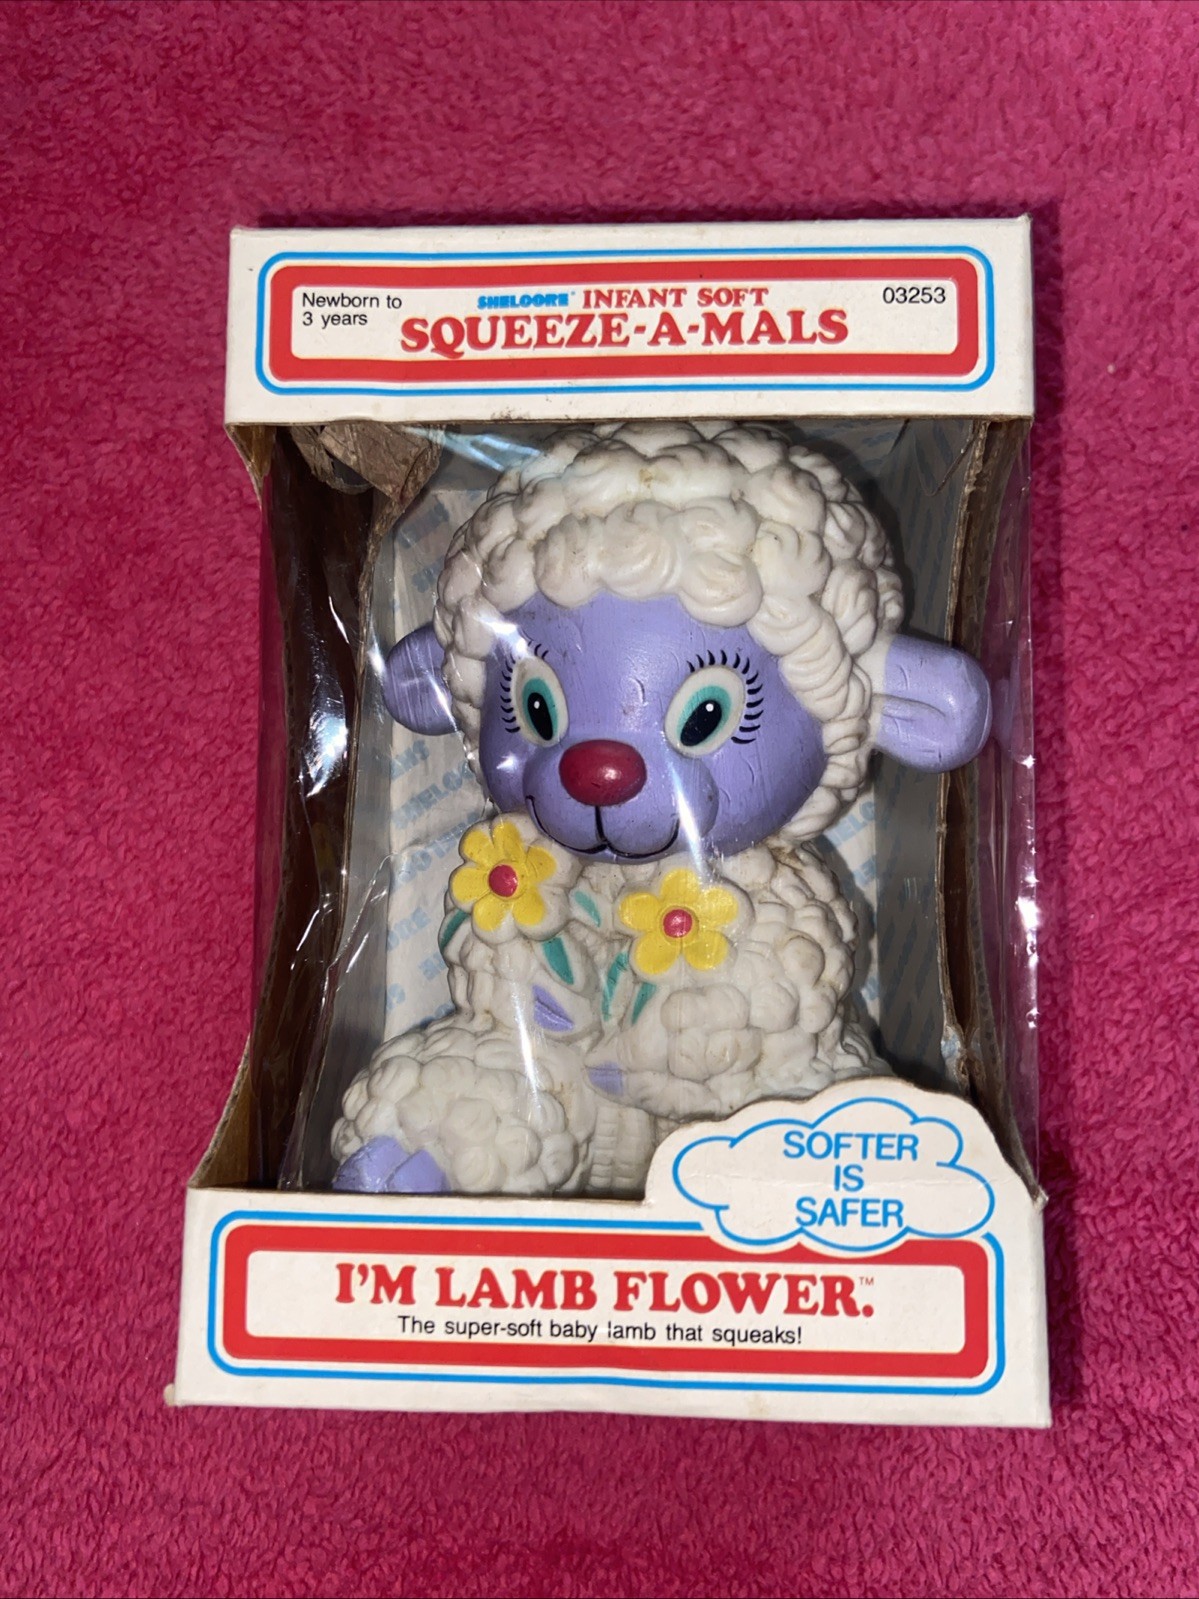 Newborn to
3 years
SHELCORE® INFANT SOFT
03253
SQUEEZE-A-MALS
SOFTER
IS
SAFER
I'M LAMB FLOWER.™
The super-soft baby lamb that squeaks!